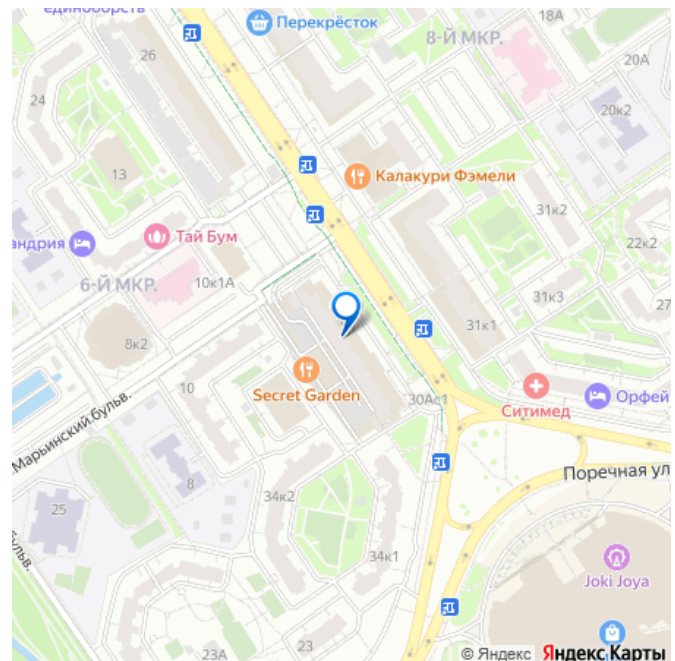 единоборств
Перекрёсток
18А
8-Й МКР.
26
20А
24
20к2
13
Калакури Фэмели
31к2
Тай Бум
андрия
22к2
6-Й МКР.
10к1А
31к3
27
31к1
8к2
10
Secret Garden
30Ас1
Ситимед
Орфей
Марьинский бульв.
Поречная ул
8
34к2
25
бульв.
34к1
Joki Joya
23
23А
М
© Яндекс Яндекс Карты